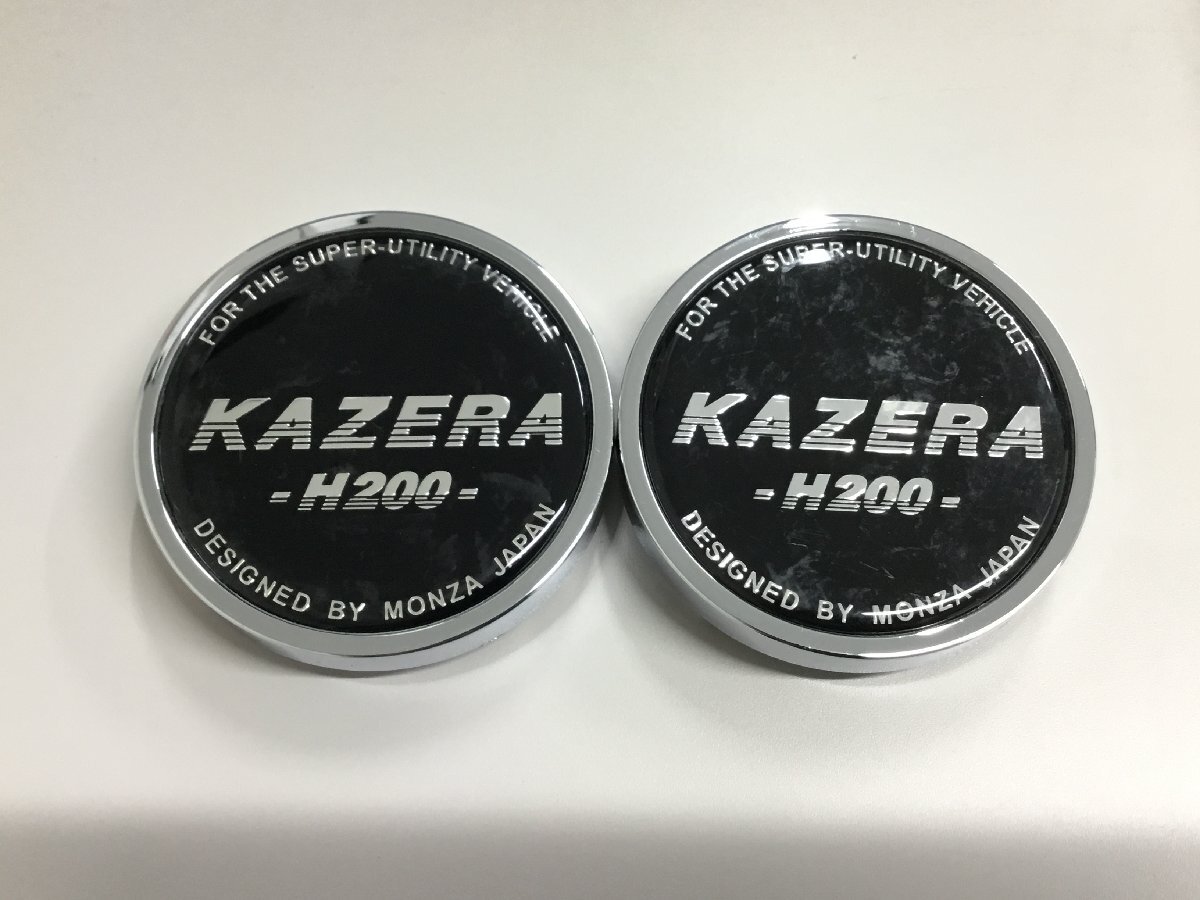 FOR THE SUPER-UTILITY VEHICLE
KAZERA
-H200-
DESIGNED BY MONZA JAPAN
FOR THE SUPER-UTILITY VEHICLE
KAZERA
-H200-
DESIGNED BY MONZA JAPAN